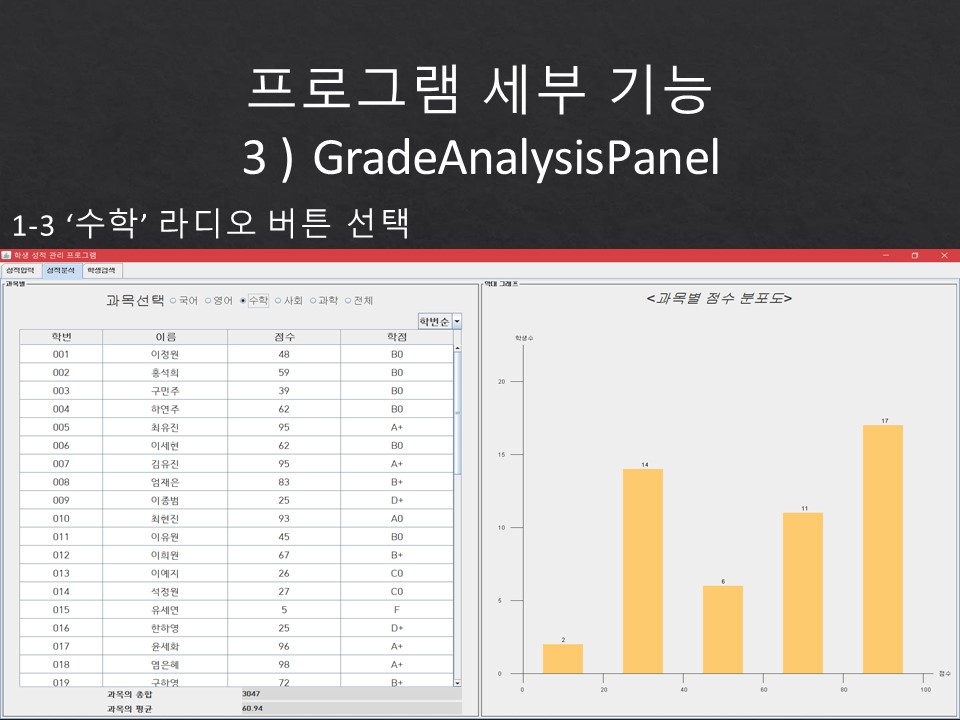 프로그램 세부 기능
3 ) GradeAnalysisPanel
1-3 ‘수학’ 라디오 버튼 선택
학생 성적 관리 프로그램
성적입력 성적분석 학생검색
과목별
과목선택 국어 영어 수학 사회 과학 전체
학번순
학번 이름 점수 학점
001 이정원 48 B0
002 홍석희 59 B0
003 구민주 39 B0
004 하연주 62 B0
005 최유진 95 A+
006 이세현 62 B0
007 김유진 95 A+
008 엄재은 83 B+
009 이종범 25 D+
010 최현진 93 A0
011 이유원 45 B0
012 이희원 67 B+
013 이예지 26 C0
014 석정원 27 C0
015 유세연 5 F
016 한하영 25 D+
017 윤세화 96 A+
018 염은혜 98 A+
019 구하영 72 B+
과목의 총합 3047
과목의 평균 60.94
막대 그래프
<과목별 점수 분포도>
학생수
20
15
10
5
0
2
14
6
11
17
0 20 40 60 80 100
점수